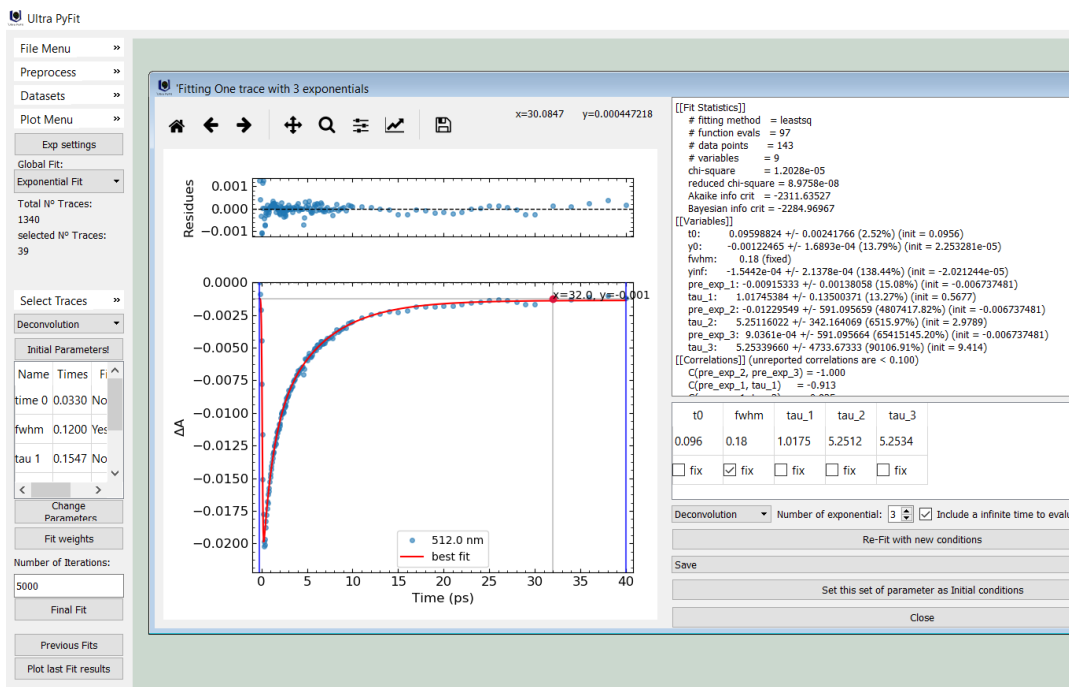 Ultra PyFit
File Menu »
Preprocess »
Datasets »
Plot Menu »
Exp settings
Global Fit:
Exponential Fit
Total Nº Traces:
1340
selected Nº Traces:
39
Select Traces »
Deconvolution
Initial Parameters!
Name Times Fi
time 0 0.0330 No
fwhm 0.1200 Yes
tau 1 0.1547 No
Change
Parameters
Fit weights
Number of Iterations:
5000
Final Fit
Previous Fits
Plot last Fit results
'Fitting One trace with 3 exponentials
x=30.0847 y=0.000447218
Residues
0.001
0.000
−0.001
ΔA
0.0000
−0.0025
−0.0050
−0.0075
−0.0100
−0.0125
−0.0150
−0.0175
−0.0200
x=32.0, y=-0.001
512.0 nm
best fit
0 5 10 15 20 25 30 35 40
Time (ps)
[[Fit Statistics]]
# fitting method = leastsq
# function evals = 97
# data points = 143
# variables = 9
chi-square = 1.2028e-05
reduced chi-square = 8.9758e-08
Akaike info crit = -2311.63527
Bayesian info crit = -2284.96967
[[Variables]]
t0: 0.09598824 +/- 0.00241766 (2.52%) (init = 0.0956)
y0: -0.00122465 +/- 1.6893e-04 (13.79%) (init = 2.253281e-05)
fwhm: 0.18 (fixed)
yinf: -1.5442e-04 +/- 2.1378e-04 (138.44%) (init = -2.021244e-05)
pre_exp_1: -0.00915333 +/- 0.00138058 (15.08%) (init = -0.006737481)
tau_1: 1.01745384 +/- 0.13500371 (13.27%) (init = 0.5677)
pre_exp_2: -0.01229549 +/- 591.095659 (4807417.82%) (init = -0.006737481)
tau_2: 5.25116022 +/- 342.164069 (6515.97%) (init = 2.9789)
pre_exp_3: 9.0361e-04 +/- 591.095664 (65415145.20%) (init = -0.006737481)
tau_3: 5.25339660 +/- 4733.67333 (90106.91%) (init = 9.414)
[[Correlations]] (unreported correlations are < 0.100)
C(pre_exp_2, pre_exp_3) = -1.000
C(pre_exp_1, tau_1) = -0.913
t0 fwhm tau_1 tau_2 tau_3
0.096 0.18 1.0175 5.2512 5.2534
fix fix fix fix fix
Deconvolution Number of exponential: 3 Include a infinite time to evalu
Re-Fit with new conditions
Save
Set this set of parameter as Initial conditions
Close